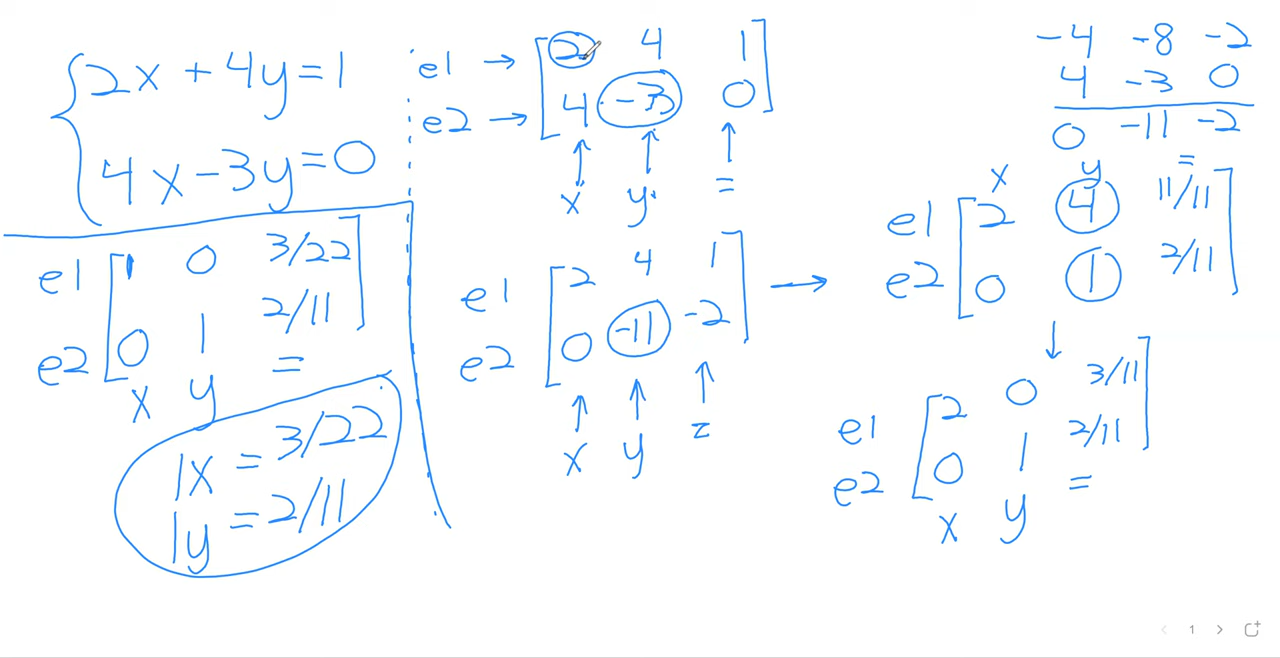 2x + 4y = 1
4x - 3y = 0
e1 → [ 2 4 1
e2 → 4 -3 0 ]
x y =
-4 -8 -2
4 -3 0
0 -11 -2
e1 [ 2 4 1
e2 0 -11 -2 ]
x y =
→
x y =
e1 [ 2 4 11/11
e2 0 1 2/11 ]
↓
e1 [ 2 0 3/11
e2 0 1 2/11 ]
x y =
e1 [ 1 0 3/22
e2 0 1 2/11 ]
x y =
1x = 3/22
1y = 2/11
1